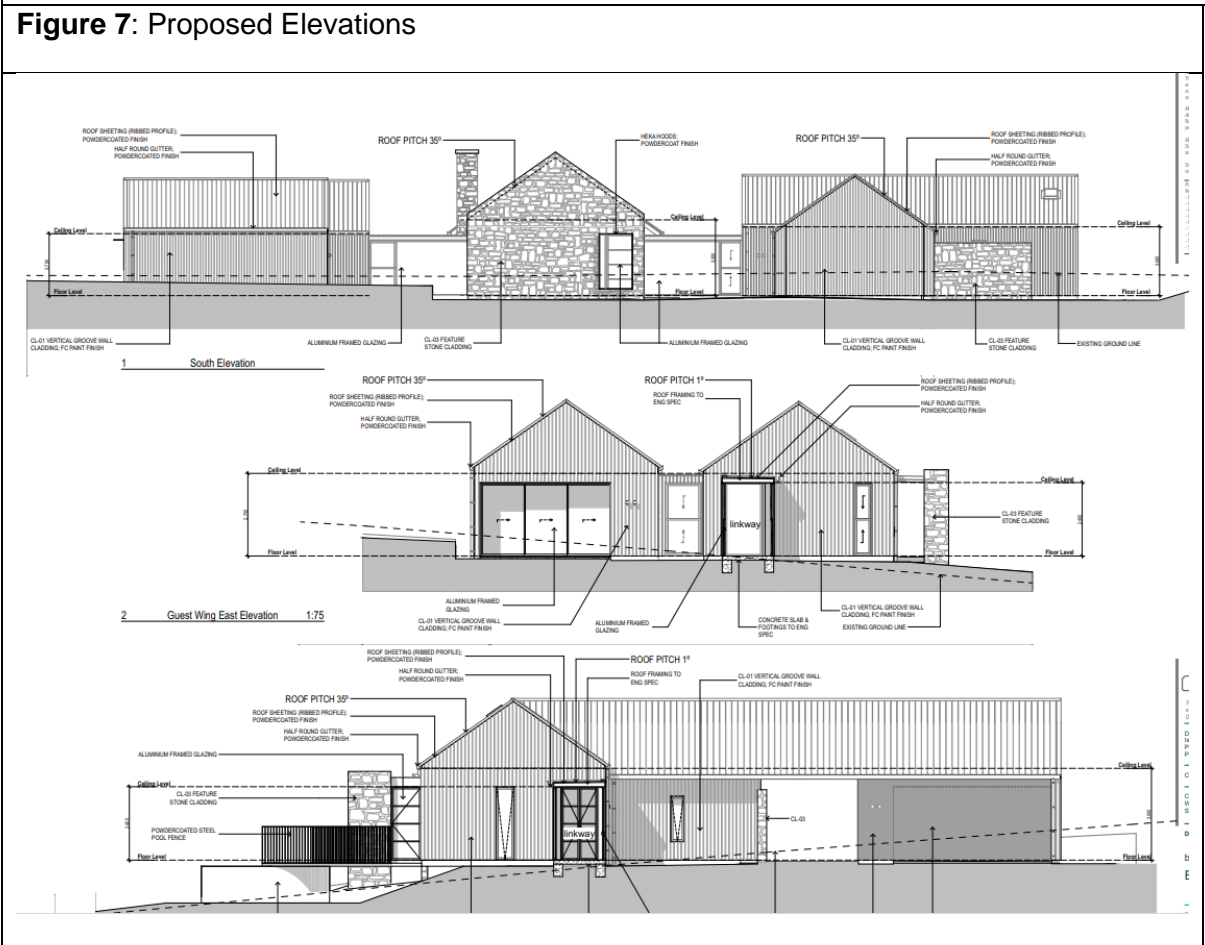 Figure 7: Proposed Elevations
ROOF SHEETING (RIBBED PROFILE);
POWDERCOATED FINISH
HALF ROUND GUTTER;
POWDERCOATED FINISH
ROOF PITCH 35º
HEKA HOODS;
POWDERCOAT FINISH
ROOF PITCH 35º
ROOF SHEETING (RIBBED PROFILE);
POWDERCOATED FINISH
HALF ROUND GUTTER;
POWDERCOATED FINISH
Ceiling Level
Ceiling Level
Ceiling Level
Floor Level
Floor Level
CL-01 VERTICAL GROOVE WALL
CLADDING; FC PAINT FINISH
ALUMINIUM FRAMED GLAZING
CL-03 FEATURE
STONE CLADDING
ALUMINIUM FRAMED GLAZING
CL-01 VERTICAL GROOVE WALL
CLADDING; FC PAINT FINISH
CL-03 FEATURE
STONE CLADDING
EXISTING GROUND LINE
1 South Elevation
ROOF PITCH 35º
ROOF SHEETING (RIBBED PROFILE);
POWDERCOATED FINISH
HALF ROUND GUTTER;
POWDERCOATED FINISH
ROOF PITCH 1º
ROOF FRAMING TO
ENG SPEC
ROOF SHEETING (RIBBED PROFILE);
POWDERCOATED FINISH
HALF ROUND GUTTER;
POWDERCOATED FINISH
Ceiling Level
Ceiling Level
linkway
CL-03 FEATURE
STONE CLADDING
Floor Level
Floor Level
ALUMINIUM FRAMED
GLAZING
CL-01 VERTICAL GROOVE WALL
CLADDING; FC PAINT FINISH
ALUMINIUM FRAMED
GLAZING
CONCRETE SLAB &
FOOTINGS TO ENG
SPEC
CL-01 VERTICAL GROOVE WALL
CLADDING; FC PAINT FINISH
EXISTING GROUND LINE
2 Guest Wing East Elevation 1:75
ROOF SHEETING (RIBBED PROFILE);
POWDERCOATED FINISH
HALF ROUND GUTTER;
POWDERCOATED FINISH
ROOF PITCH 1º
ROOF FRAMING TO
ENG SPEC
CL-01 VERTICAL GROOVE WALL
CLADDING; FC PAINT FINISH
ROOF PITCH 35º
ROOF SHEETING (RIBBED PROFILE);
POWDERCOATED FINISH
HALF ROUND GUTTER;
POWDERCOATED FINISH
ALUMINIUM FRAMED GLAZING
Ceiling Level
Ceiling Level
CL-03 FEATURE
STONE CLADDING
CL-03
POWDERCOATED STEEL
POOL FENCE
linkway
Floor Level
Floor Level